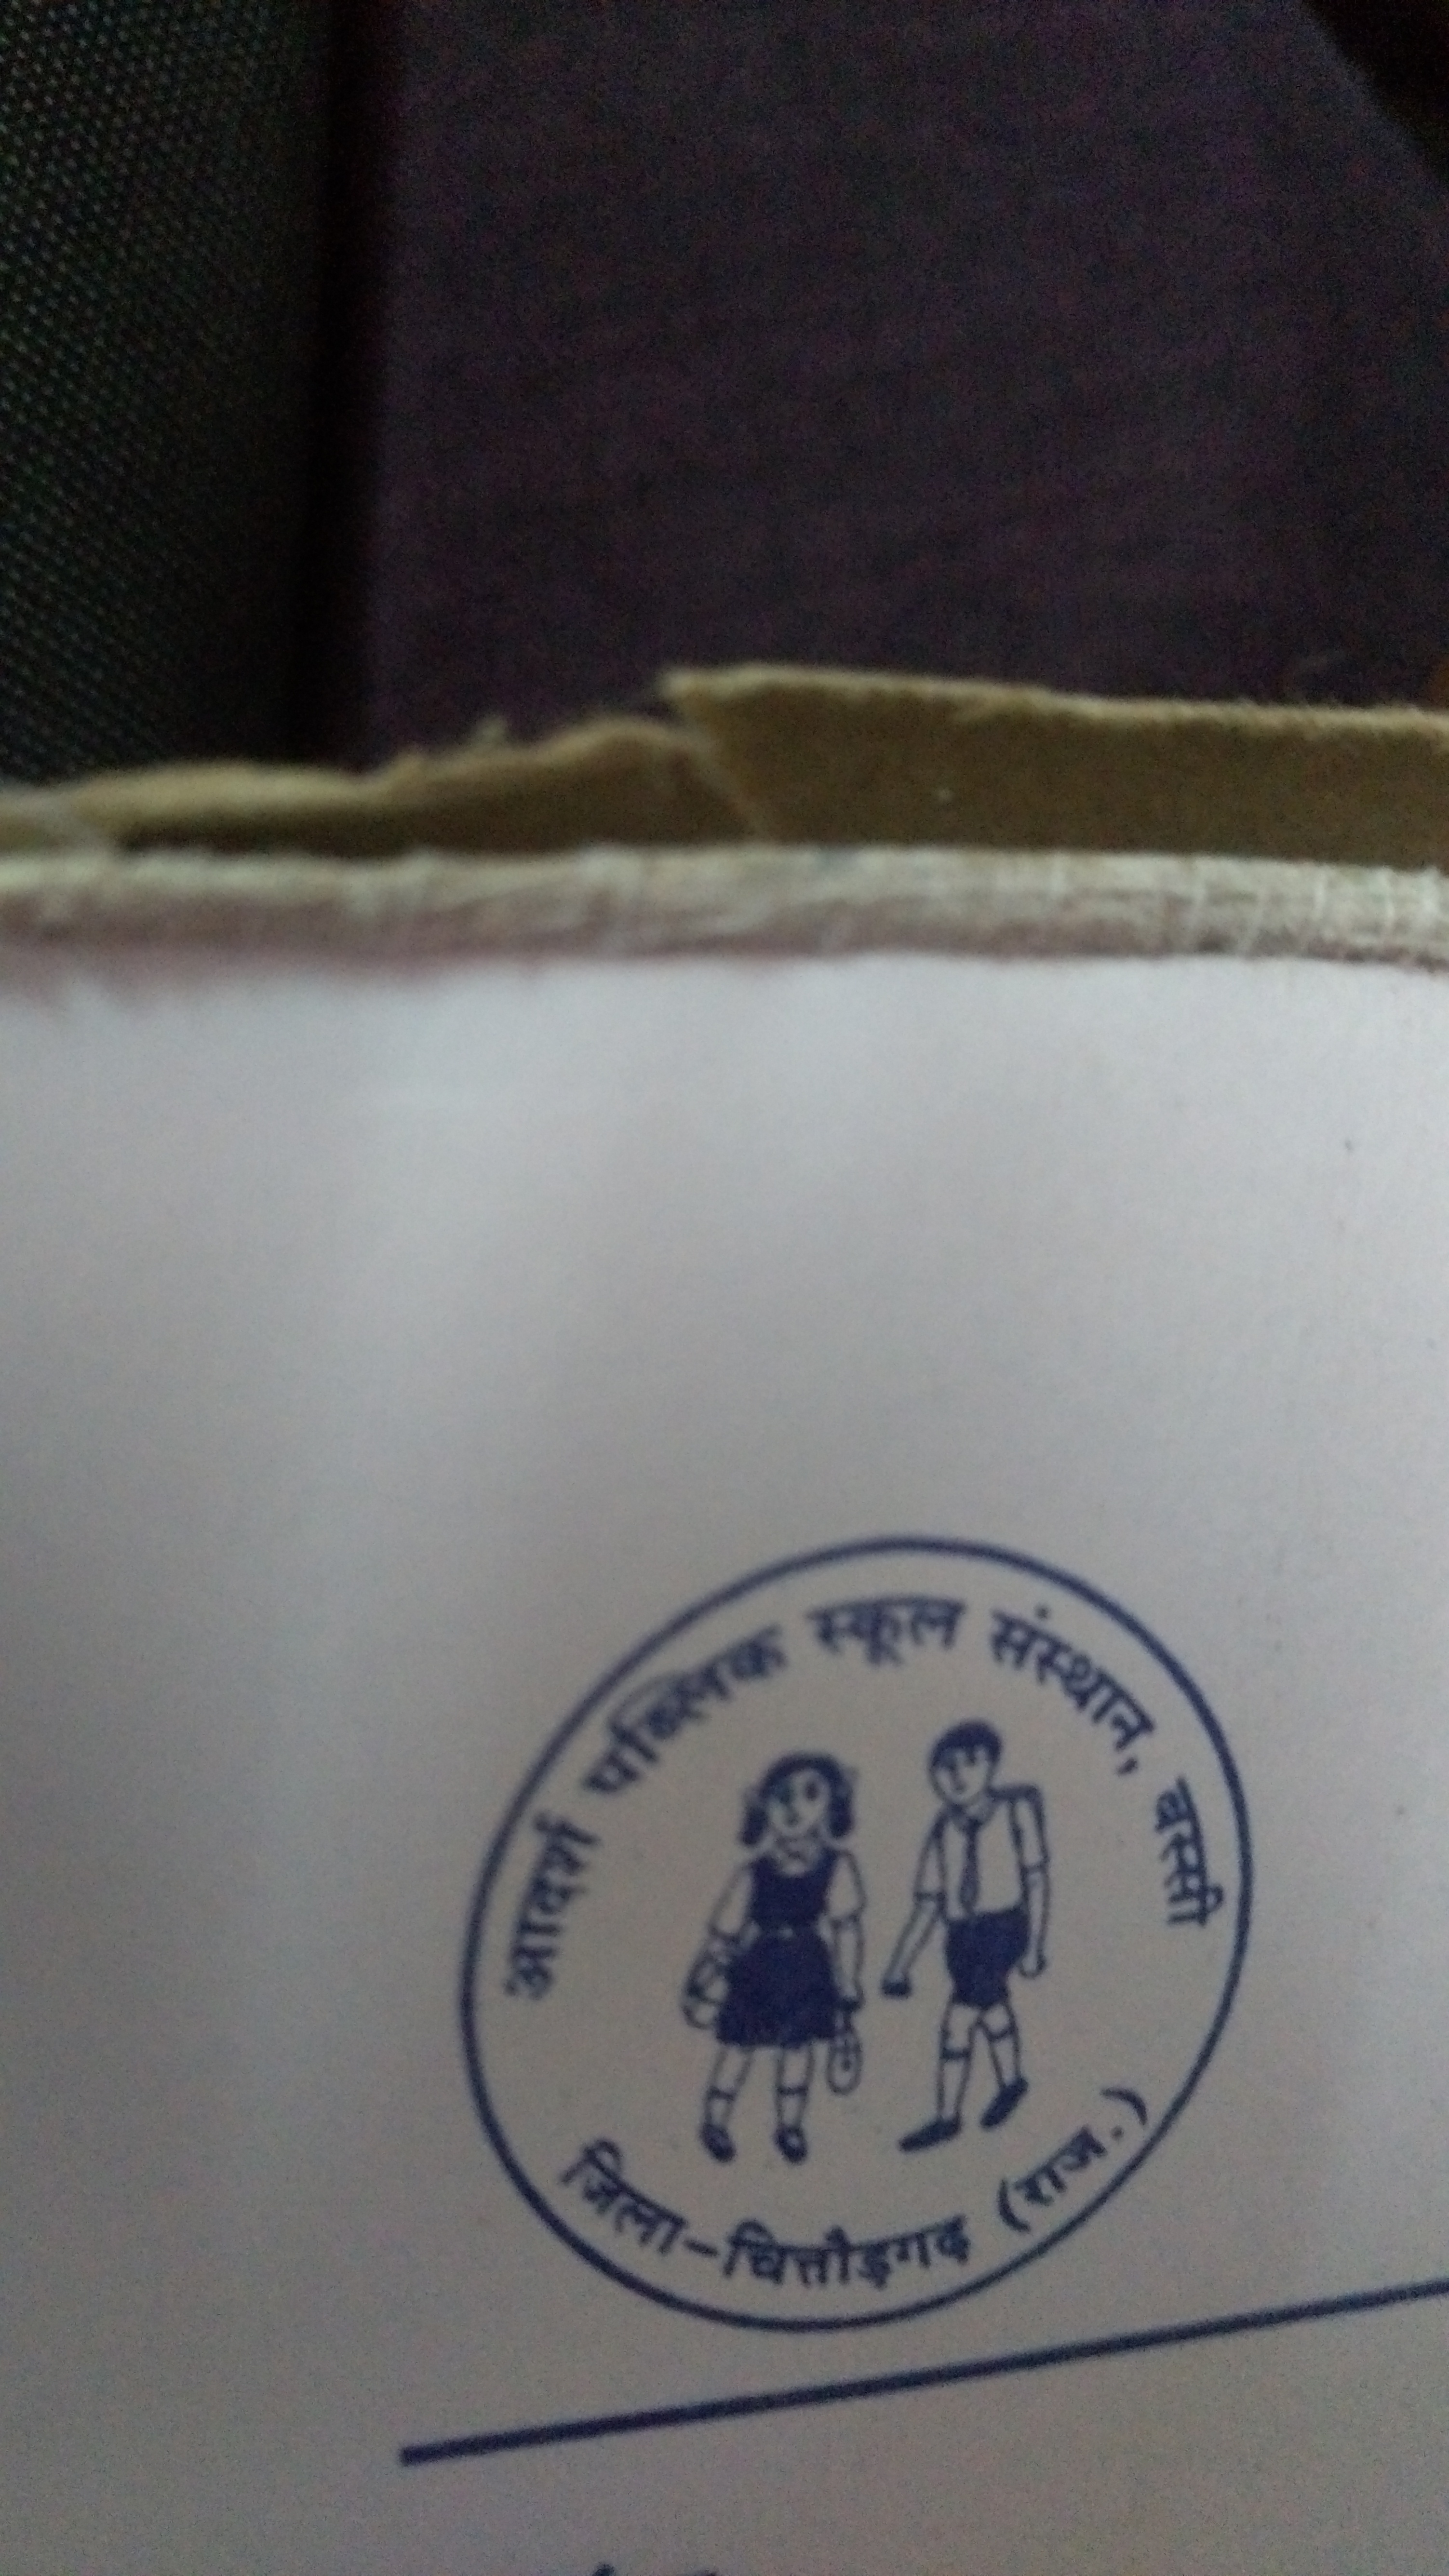 आदर्श पब्लिक स्कूल संस्थान, बस्सी
जिला-चित्तौड़गढ़ (राज.)